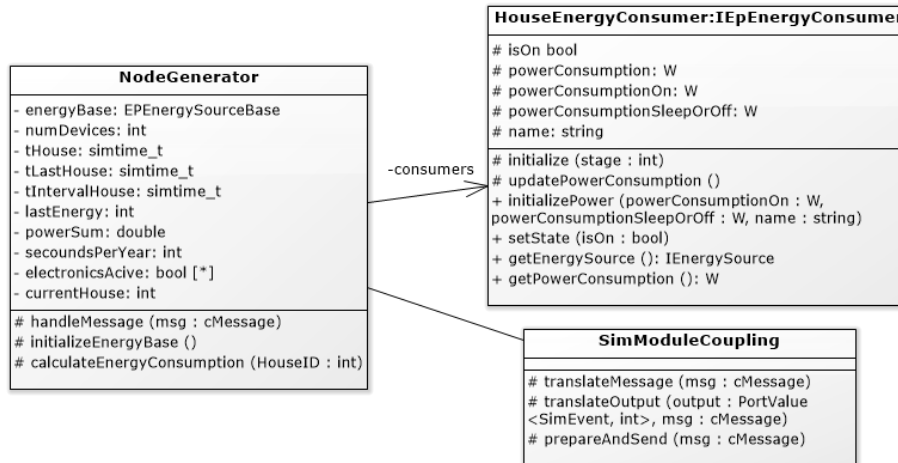 HouseEnergyConsumer:IEpEnergyConsumer
# isOn bool
# powerConsumption: W
# powerConsumptionOn: W
# powerConsumptionSleepOrOff: W
# name: string
# initialize (stage : int)
# updatePowerConsumption ()
+ initializePower (powerConsumptionOn : W,
powerConsumptionSleepOrOff : W, name : string)
+ setState (isOn : bool)
+ getEnergySource (): IEnergySource
+ getPowerConsumption (): W
NodeGenerator
- energyBase: EPEnergySourceBase
- numDevices: int
- tHouse: simtime_t
- tLastHouse: simtime_t
- tIntervalHouse: simtime_t
- lastEnergy: int
- powerSum: double
- secoundsPerYear: int
- electronicsAcive: bool [*]
- currentHouse: int
# handleMessage (msg : cMessage)
# initializeEnergyBase ()
# calculateEnergyConsumption (HouseID : int)
-consumers
SimModuleCoupling
# translateMessage (msg : cMessage)
# translateOutput (output : PortValue
<SimEvent, int>, msg : cMessage)
# prepareAndSend (msg : cMessage)